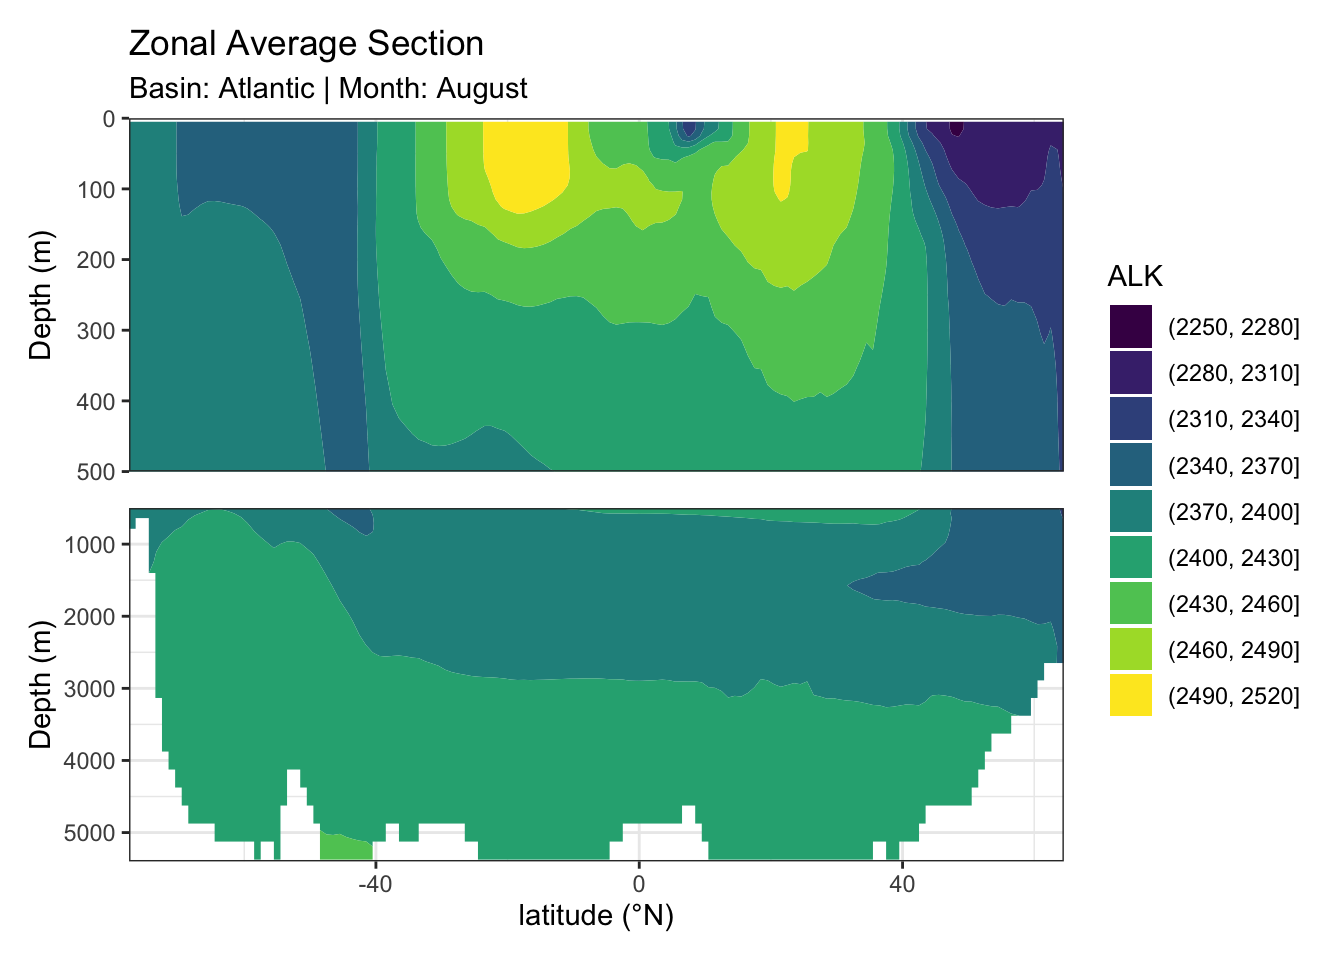 Zonal Average Section
Basin: Atlantic | Month: August
0
100
200
300
400
500
Depth (m)
1000
2000
3000
4000
5000
Depth (m)
-40 0 40
latitude (°N)
ALK
(2250, 2280]
(2280, 2310]
(2310, 2340]
(2340, 2370]
(2370, 2400]
(2400, 2430]
(2430, 2460]
(2460, 2490]
(2490, 2520]